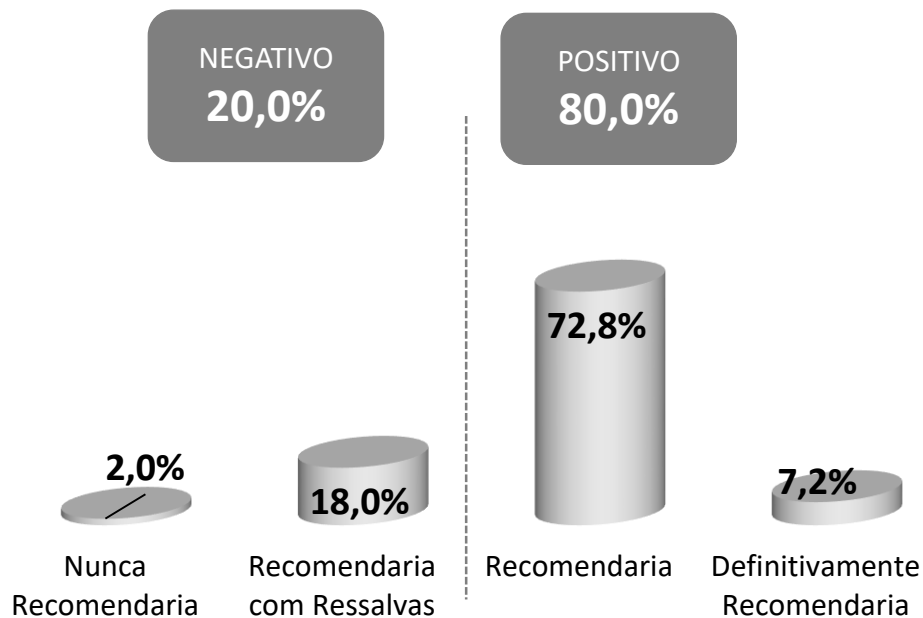 NEGATIVO
20,0%
POSITIVO
80,0%
2,0%
18,0%
72,8%
7,2%
Nunca
Recomendaria
Recomendaria
com Ressalvas
Recomendaria
Definitivamente
Recomendaria